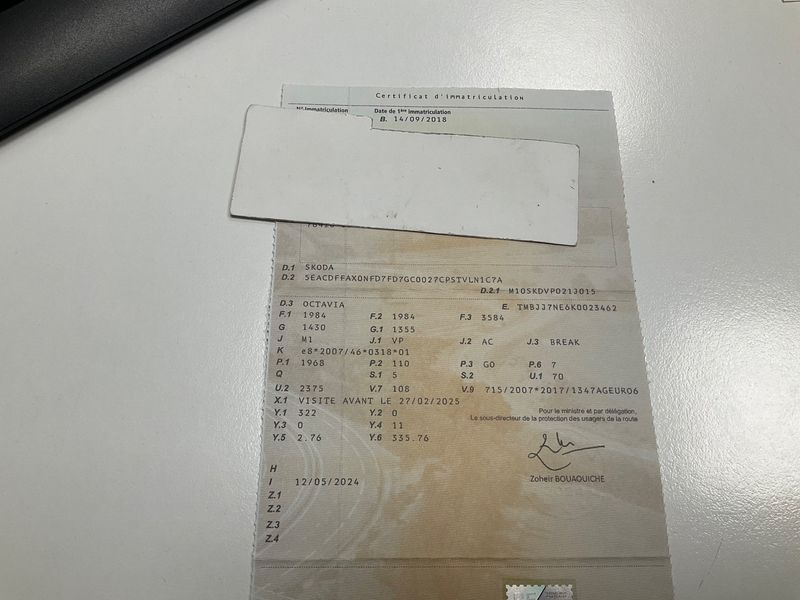 Certificat d'immatriculation
N° Immatriculation Date de 1ère immatriculation
B. 14/09/2018
D.1 SKODA
D.2 5EACDFFAX0NFD7FD7GC0027CPSTVLN1C7A
D.2.1 M10SKDVP021J015
D.3 OCTAVIA E. TMBJJ7NE6K0023462
F.1 1984 F.2 1984 F.3 3584
G 1430 G.1 1355
J M1 J.1 VP J.2 AC J.3 BREAK
K e8*2007/46*0318*01
P.1 1968 P.2 110 P.3 GO P.6 7
Q S.1 5 S.2 U.1 70
U.2 2375 V.7 108 V.9 715/2007*2017/1347AGEURO6
X.1 VISITE AVANT LE 27/02/2025
Y.1 322 Y.2 0 Pour le ministre et par délégation,
Y.3 0 Y.4 11 Le sous-directeur de la protection des usagers de la route
Y.5 2.76 Y.6 335.76
Zoheir BOUAOUICHE
H
I 12/05/2024
Z.1
Z.2
Z.3
Z.4